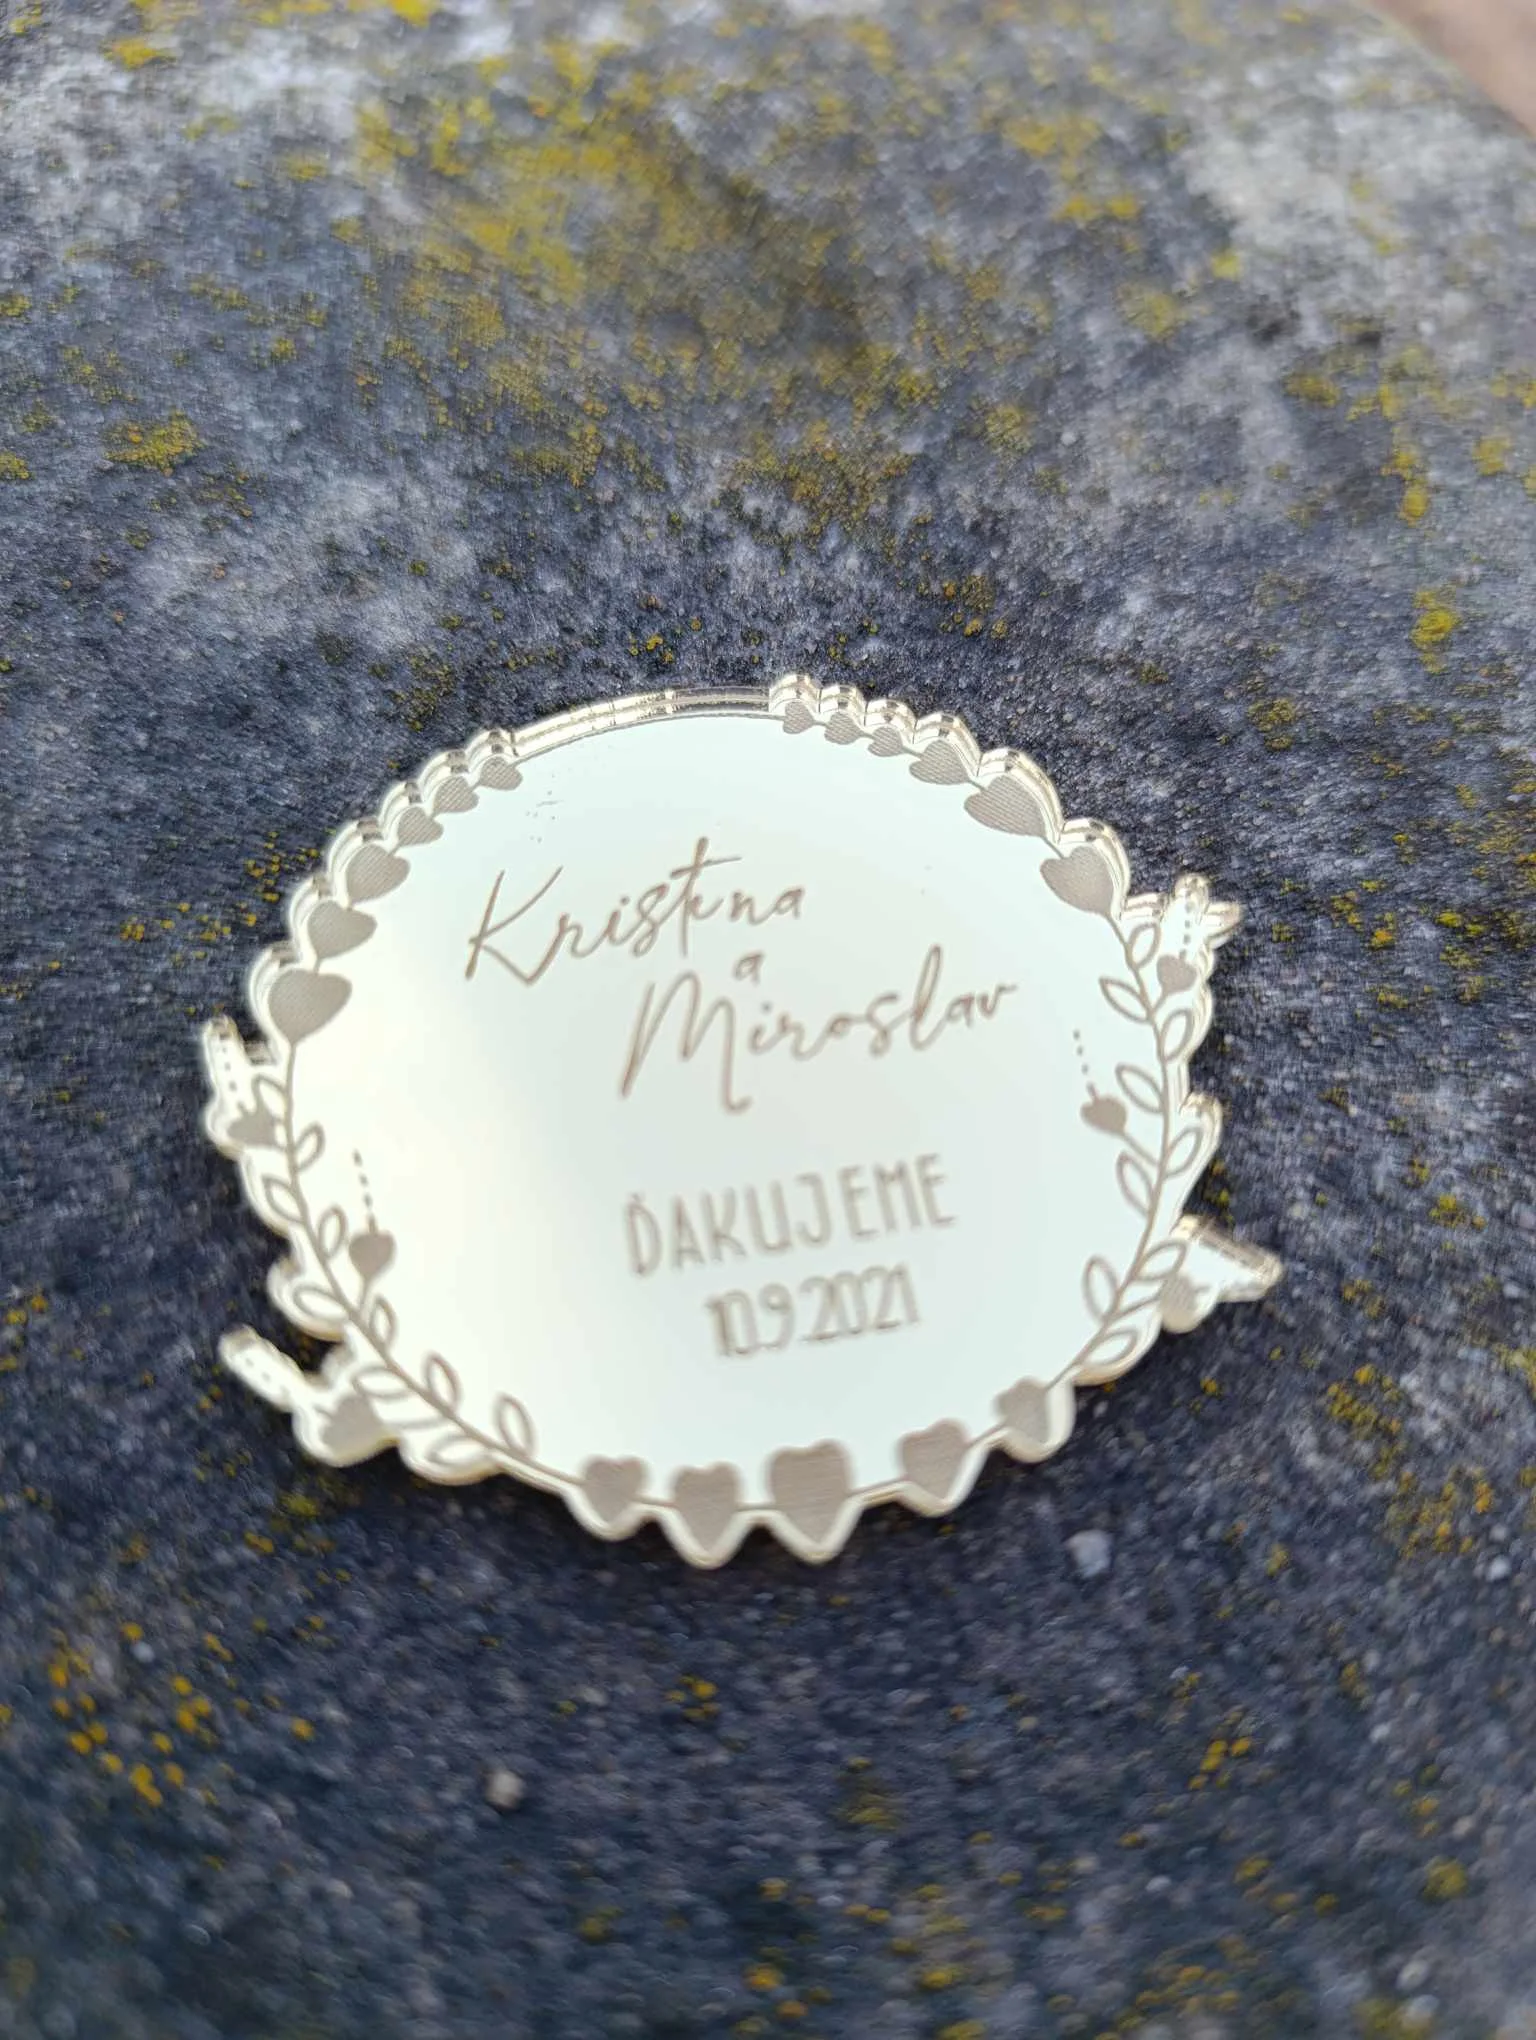 Kristína
a
Miroslav
ĎAKUJEME
10.9.2021